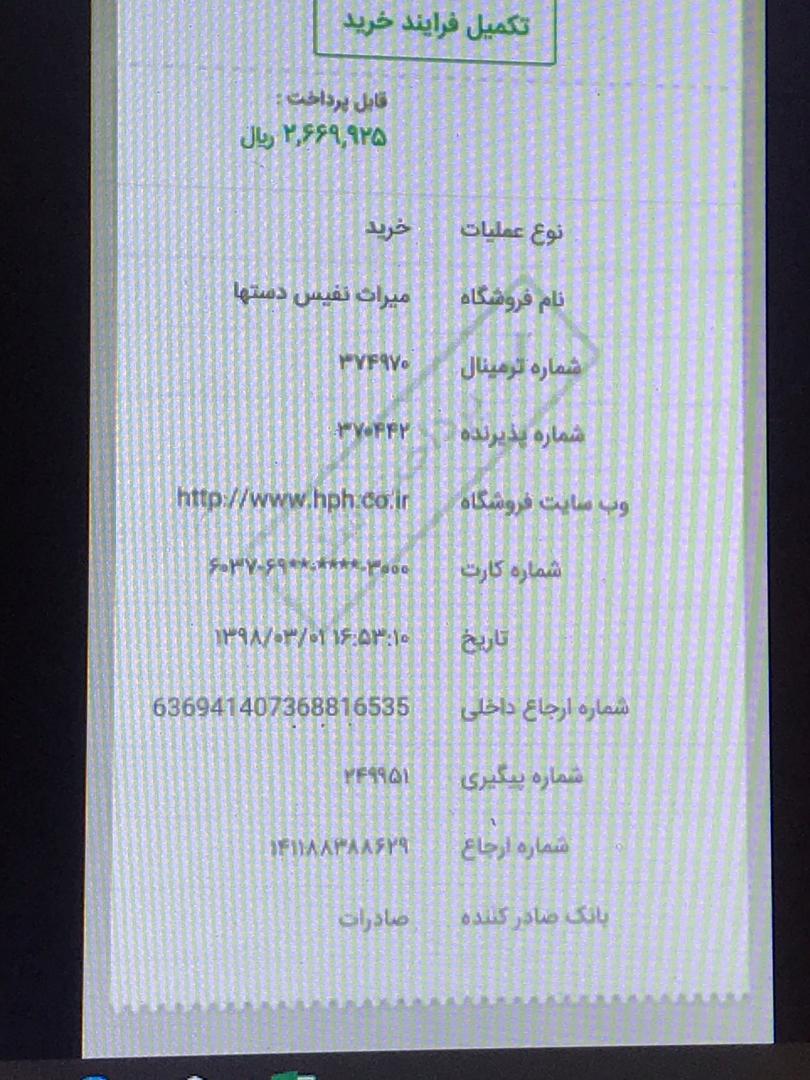 تکمیل فرایند خرید
قابل پرداخت :
۲,۶۶۹,۹۲۵ ریال
نوع عملیات خرید
نام فروشگاه میراث نفیس دستها
شماره ترمینال ۳۷۴۹۷۰
شماره پذیرنده ۳۷۰۴۴۲
وب سایت فروشگاه http://www.hph.co.ir
شماره کارت ۶۰۳۷-۶۹**-****-۳۰۰۰
تاریخ ۱۳۹۸/۰۳/۰۱ ۱۶:۵۳:۱۰
شماره ارجاع داخلی 636941407368816535
شماره پیگیری ۲۴۹۹۵۱
شماره ارجاع ۱۴۱۱۸۸۳۸۸۶۲۹
بانک صادر کننده صادرات